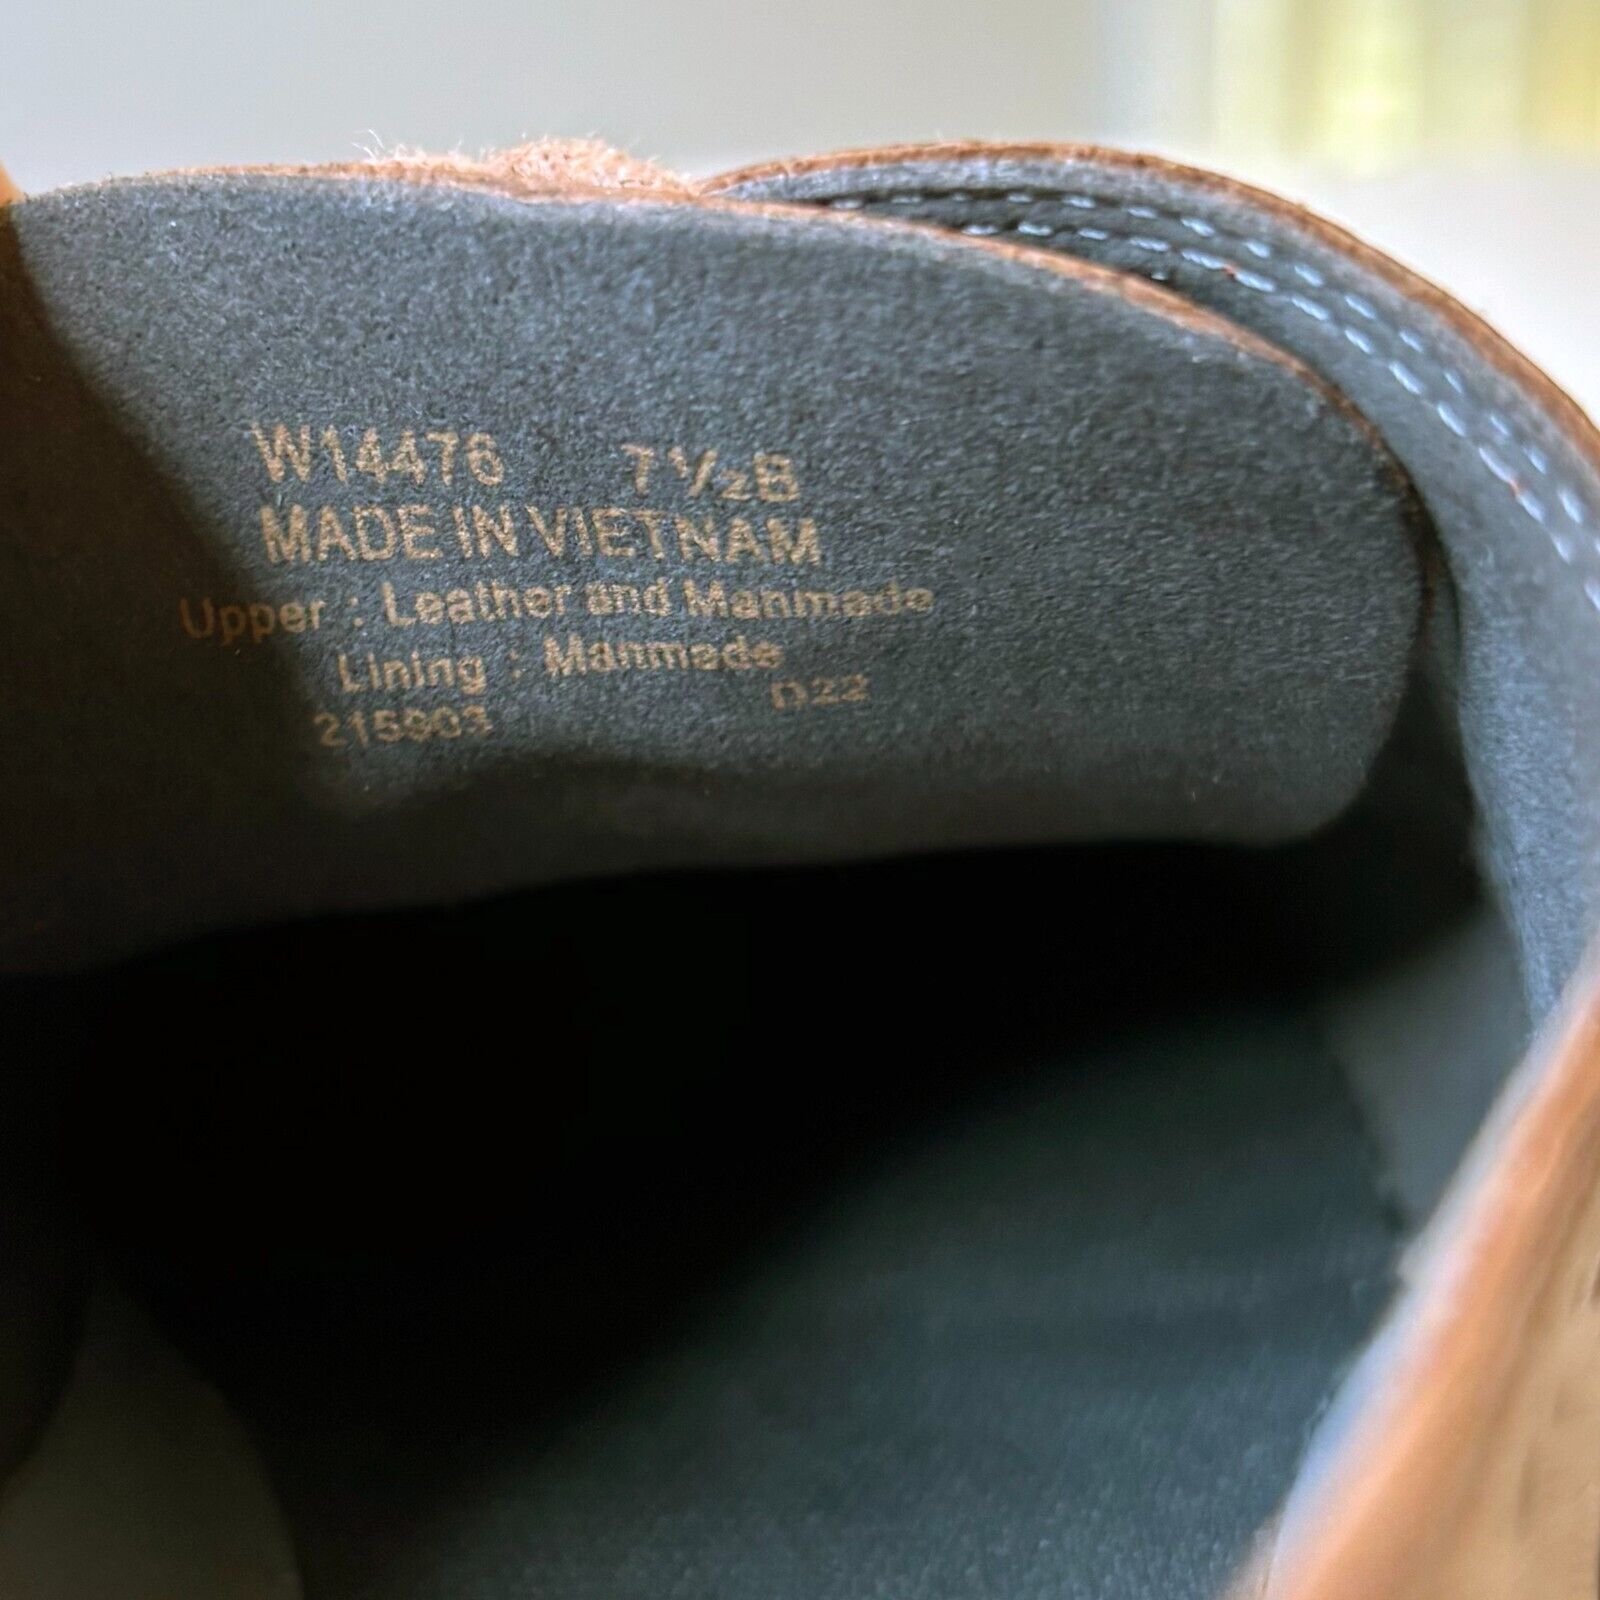 W14476 7½B
MADE IN VIETNAM
Upper : Leather and Manmade
Lining : Manmade
215903 D22